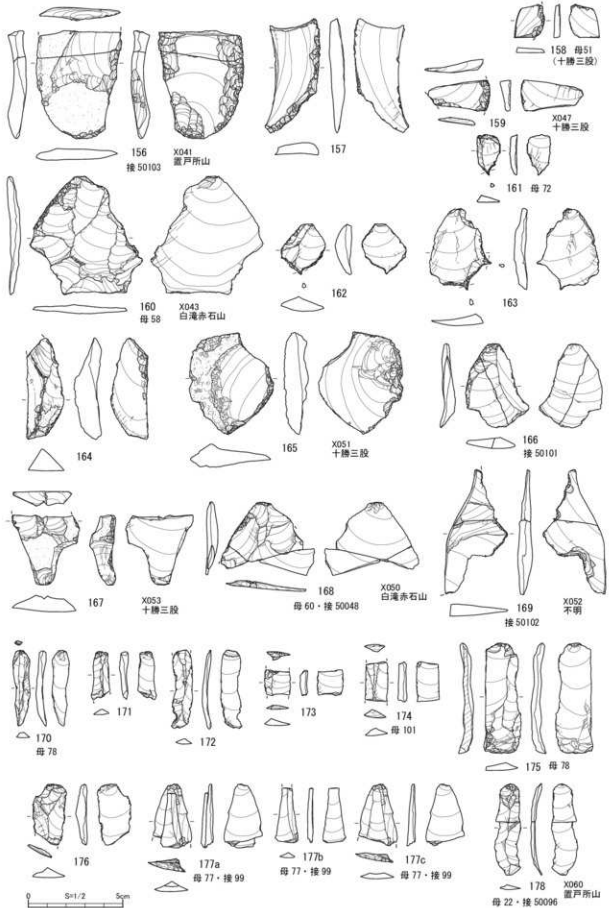 156
接 50103
X041
置戸所山
157
158 母51
(十勝三股)
159
X047
十勝三股
161 母 72
160
母 58
X043
白滝赤石山
162
163
164
165
X051
十勝三股
166
接 50101
167
X053
十勝三股
168
母 60・接 50048
X050
白滝赤石山
169
接 50102
X052
不明
170
母 78
171
172
173
174
母 101
175 母 78
176
177a
母 77・接 99
177b
母 77・接 99
177c
母 77・接 99
178
母 22・接 50096
X060
置戸所山
0 S=1/2 5cm